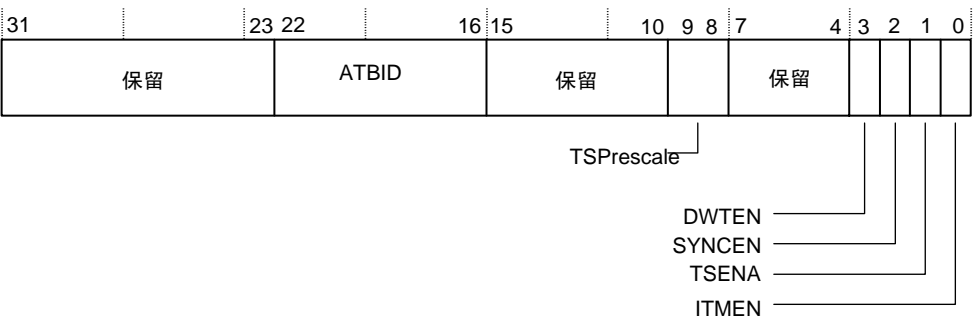 31 23 22 16 15 10 9 8 7 4 3 2 1 0
保留 ATBID 保留 保留
TSPrescale
DWTEN
SYNCEN
TSENA
ITMEN